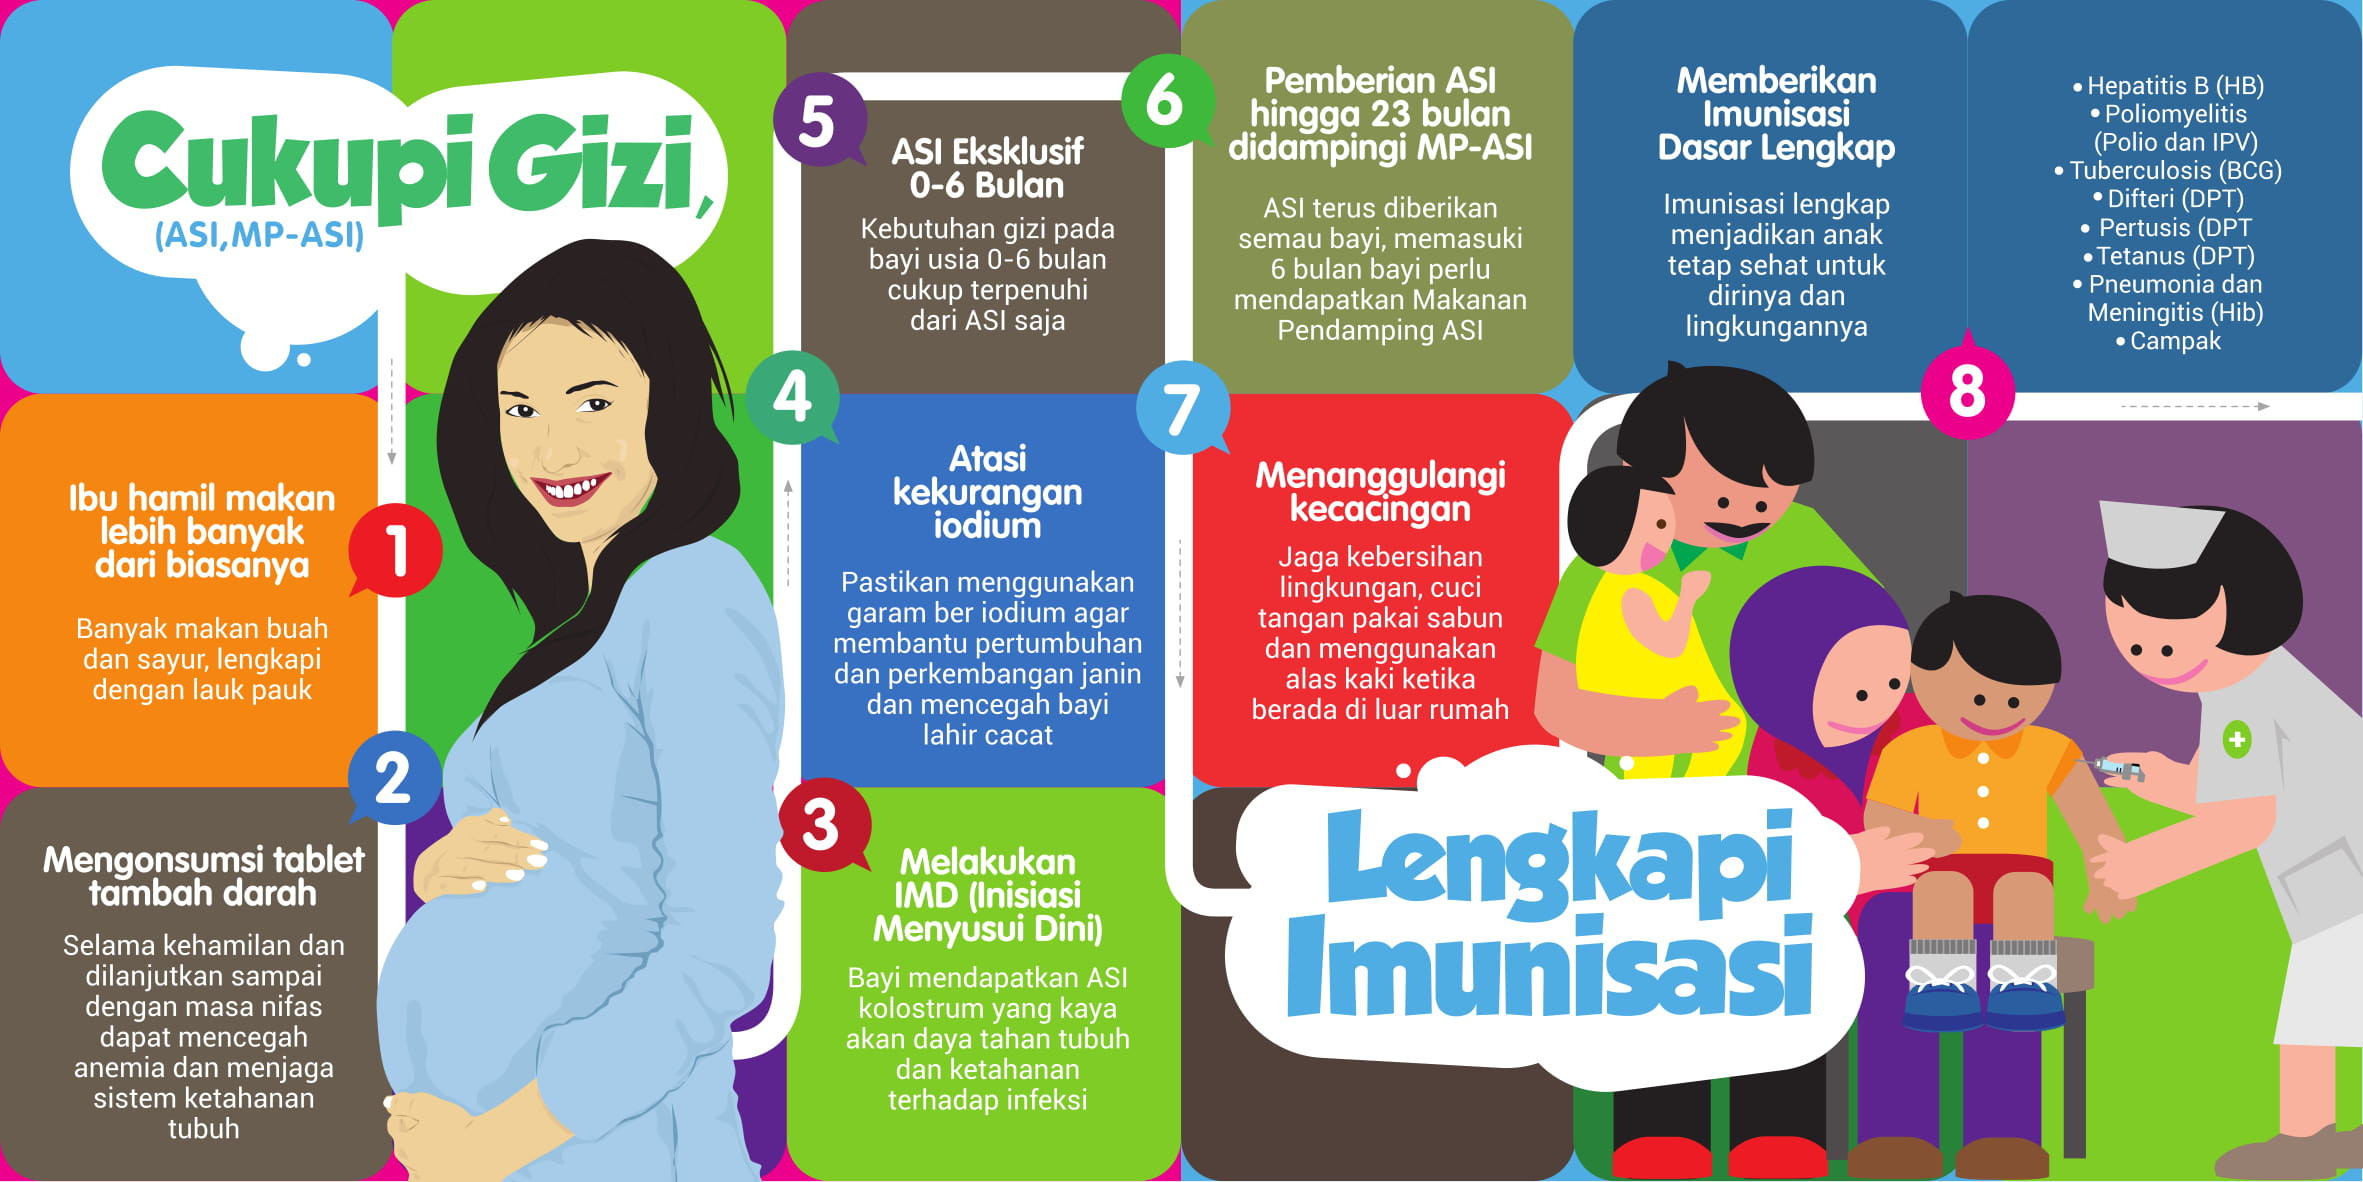 Cukupi Gizi,
(ASI,MP-ASI)
1
Ibu hamil makan
lebih banyak
dari biasanya
Banyak makan buah
dan sayur, lengkapi
dengan lauk pauk
2
Mengonsumsi tablet
tambah darah
Selama kehamilan dan
dilanjutkan sampai
dengan masa nifas
dapat mencegah
anemia dan menjaga
sistem ketahanan
tubuh
3
Melakukan
IMD (Inisiasi
Menyusui Dini)
Bayi mendapatkan ASI
kolostrum yang kaya
akan daya tahan tubuh
dan ketahanan
terhadap infeksi
4
Atasi
kekurangan
iodium
Pastikan menggunakan
garam ber iodium agar
membantu pertumbuhan
dan perkembangan janin
dan mencegah bayi
lahir cacat
5
ASI Eksklusif
0-6 Bulan
Kebutuhan gizi pada
bayi usia 0-6 bulan
cukup terpenuhi
dari ASI saja
6
Pemberian ASI
hingga 23 bulan
didampingi MP-ASI
ASI terus diberikan
semau bayi, memasuki
6 bulan bayi perlu
mendapatkan Makanan
Pendamping ASI
7
Menanggulangi
kecacingan
Jaga kebersihan
lingkungan, cuci
tangan pakai sabun
dan menggunakan
alas kaki ketika
berada di luar rumah
Lengkapi
Imunisasi
8
Memberikan
Imunisasi
Dasar Lengkap
Imunisasi lengkap
menjadikan anak
tetap sehat untuk
dirinya dan
lingkungannya
• Hepatitis B (HB)
• Poliomyelitis
(Polio dan IPV)
• Tuberculosis (BCG)
• Difteri (DPT)
• Pertusis (DPT
• Tetanus (DPT)
• Pneumonia dan
Meningitis (Hib)
• Campak